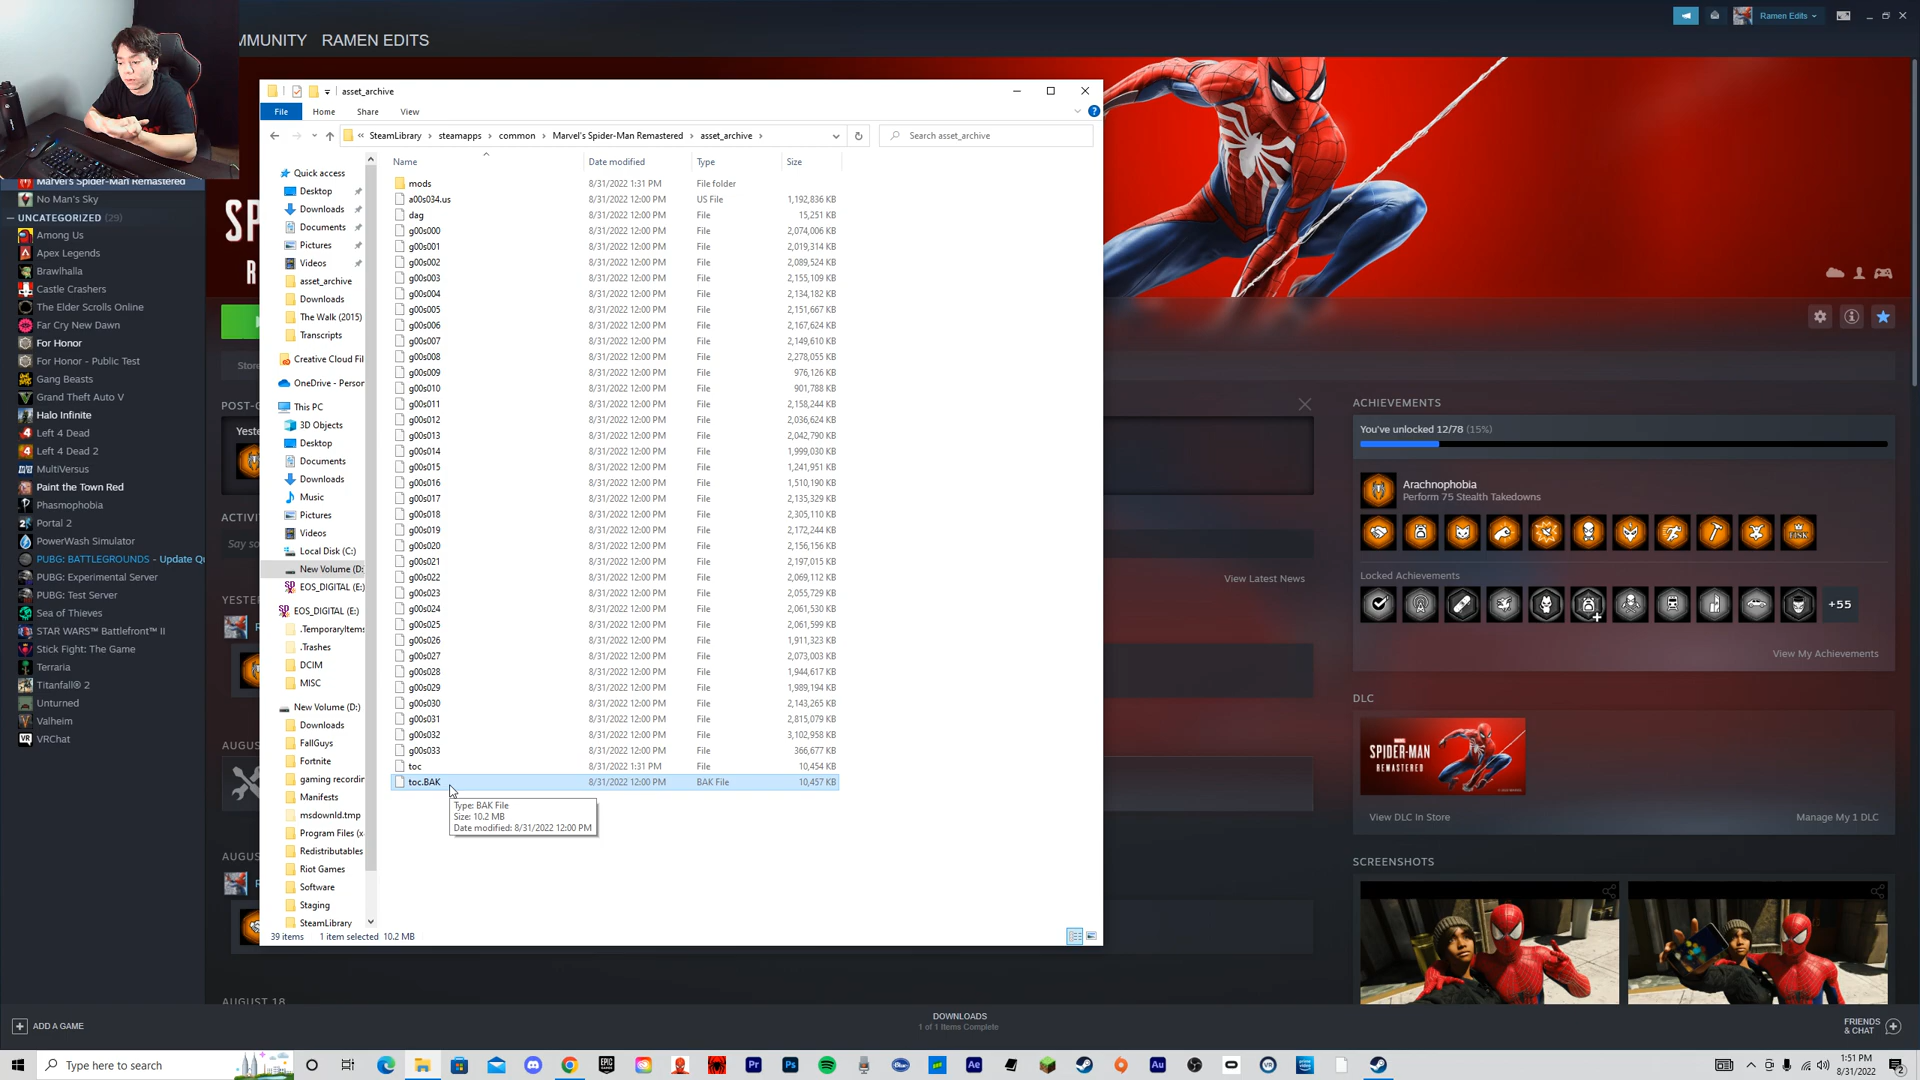 MMUNITY RAMEN EDITS
Ramen Edits
asset_archive
File Home Share View
SteamLibrary steamapps common Marvel's Spider-Man Remastered asset_archive
Search asset_archive
Name Date modified Type Size
mods 8/31/2022 1:31 PM File folder
a00s034.us 8/31/2022 12:00 PM US File 1,192,836 KB
dag 8/31/2022 12:00 PM File 15,251 KB
g00s000 8/31/2022 12:00 PM File 2,074,006 KB
g00s001 8/31/2022 12:00 PM File 2,019,314 KB
g00s002 8/31/2022 12:00 PM File 2,089,524 KB
g00s003 8/31/2022 12:00 PM File 2,155,109 KB
g00s004 8/31/2022 12:00 PM File 2,134,182 KB
g00s005 8/31/2022 12:00 PM File 2,151,667 KB
g00s006 8/31/2022 12:00 PM File 2,167,624 KB
g00s007 8/31/2022 12:00 PM File 2,149,610 KB
g00s008 8/31/2022 12:00 PM File 2,278,055 KB
g00s009 8/31/2022 12:00 PM File 976,126 KB
g00s010 8/31/2022 12:00 PM File 901,788 KB
g00s011 8/31/2022 12:00 PM File 2,158,244 KB
g00s012 8/31/2022 12:00 PM File 2,036,624 KB
g00s013 8/31/2022 12:00 PM File 2,042,790 KB
g00s014 8/31/2022 12:00 PM File 1,999,030 KB
g00s015 8/31/2022 12:00 PM File 1,241,951 KB
g00s016 8/31/2022 12:00 PM File 1,510,190 KB
g00s017 8/31/2022 12:00 PM File 2,135,329 KB
g00s018 8/31/2022 12:00 PM File 2,305,110 KB
g00s019 8/31/2022 12:00 PM File 2,172,244 KB
g00s020 8/31/2022 12:00 PM File 2,156,156 KB
g00s021 8/31/2022 12:00 PM File 2,197,015 KB
g00s022 8/31/2022 12:00 PM File 2,069,112 KB
g00s023 8/31/2022 12:00 PM File 2,055,729 KB
g00s024 8/31/2022 12:00 PM File 2,061,530 KB
g00s025 8/31/2022 12:00 PM File 2,061,599 KB
g00s026 8/31/2022 12:00 PM File 1,911,323 KB
g00s027 8/31/2022 12:00 PM File 2,073,003 KB
g00s028 8/31/2022 12:00 PM File 1,944,617 KB
g00s029 8/31/2022 12:00 PM File 1,989,194 KB
g00s030 8/31/2022 12:00 PM File 2,143,265 KB
g00s031 8/31/2022 12:00 PM File 2,815,079 KB
g00s032 8/31/2022 12:00 PM File 3,102,958 KB
g00s033 8/31/2022 12:00 PM File 366,677 KB
toc 8/31/2022 1:31 PM File 10,454 KB
toc.BAK 8/31/2022 12:00 PM BAK File 10,457 KB
Type: BAK File
Size: 10.2 MB
Date modified: 8/31/2022 12:00 PM
39 items 1 item selected 10.2 MB
Quick access
Desktop
Downloads
Documents
Pictures
Videos
asset_archive
Downloads
The Walk (2015)
Transcripts
Creative Cloud Fil
OneDrive - Person
This PC
3D Objects
Desktop
Documents
Downloads
Music
Pictures
Videos
Local Disk (C:)
New Volume (D:
EOS_DIGITAL (E:)
EOS_DIGITAL (E:)
.TemporaryItems
.Trashes
DCIM
MISC
New Volume (D:)
Downloads
FallGuys
Fortnite
gaming recordin
Manifests
msdownld.tmp
Program Files (x
Redistributables
Riot Games
Software
Staging
SteamLibrary
Marvel's Spider-Man Remastered
No Man's Sky
UNCATEGORIZED (29)
Among Us
Apex Legends
Brawlhalla
Castle Crashers
The Elder Scrolls Online
Far Cry New Dawn
For Honor
For Honor - Public Test
Gang Beasts
Grand Theft Auto V
Halo Infinite
Left 4 Dead
Left 4 Dead 2
MultiVersus
Paint the Town Red
Phasmophobia
Portal 2
PowerWash Simulator
PUBG: BATTLEGROUNDS - Update Qu
PUBG: Experimental Server
PUBG: Test Server
Sea of Thieves
STAR WARS™ Battlefront™ II
Stick Fight: The Game
Terraria
Titanfall® 2
Unturned
Valheim
VRChat
SP
R
Store
POST-G
Yeste
ACTIVI
Say so
YESTE
AUGU
AUGU
AUGUST 18
View Latest News
ACHIEVEMENTS
You've unlocked 12/78 (15%)
Arachnophobia
Perform 75 Stealth Takedowns
FISK
Locked Achievements
+55
View My Achievements
DLC
MARVEL
SPIDER-MAN
REMASTERED
View DLC In Store Manage My 1 DLC
SCREENSHOTS
ADD A GAME
DOWNLOADS
1 of 1 Items Complete
FRIENDS
& CHAT
Type here to search
EPIC
GAMES
Pr
Ps
Ae
Au
prime
video
1:51 PM
8/31/2022
2